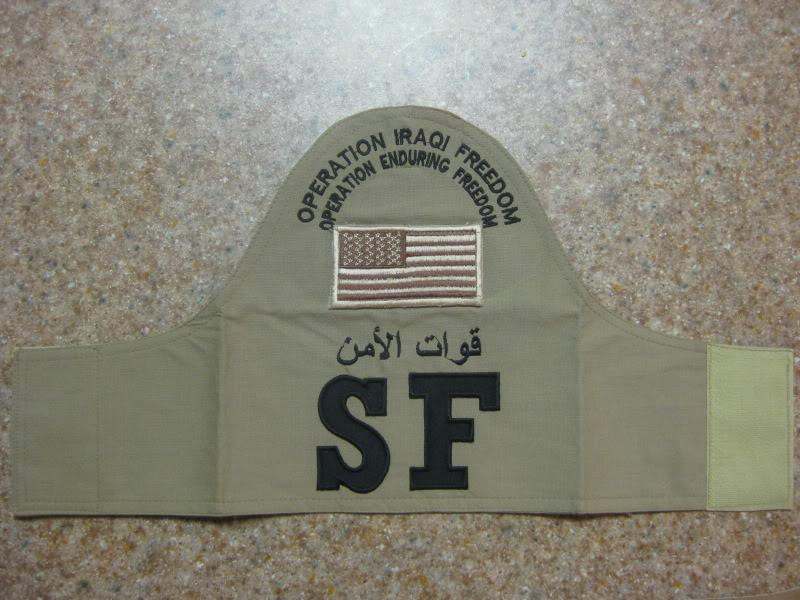 OPERATION IRAQI FREEDOM
OPERATION ENDURING FREEDOM
قوات الأمن
SF